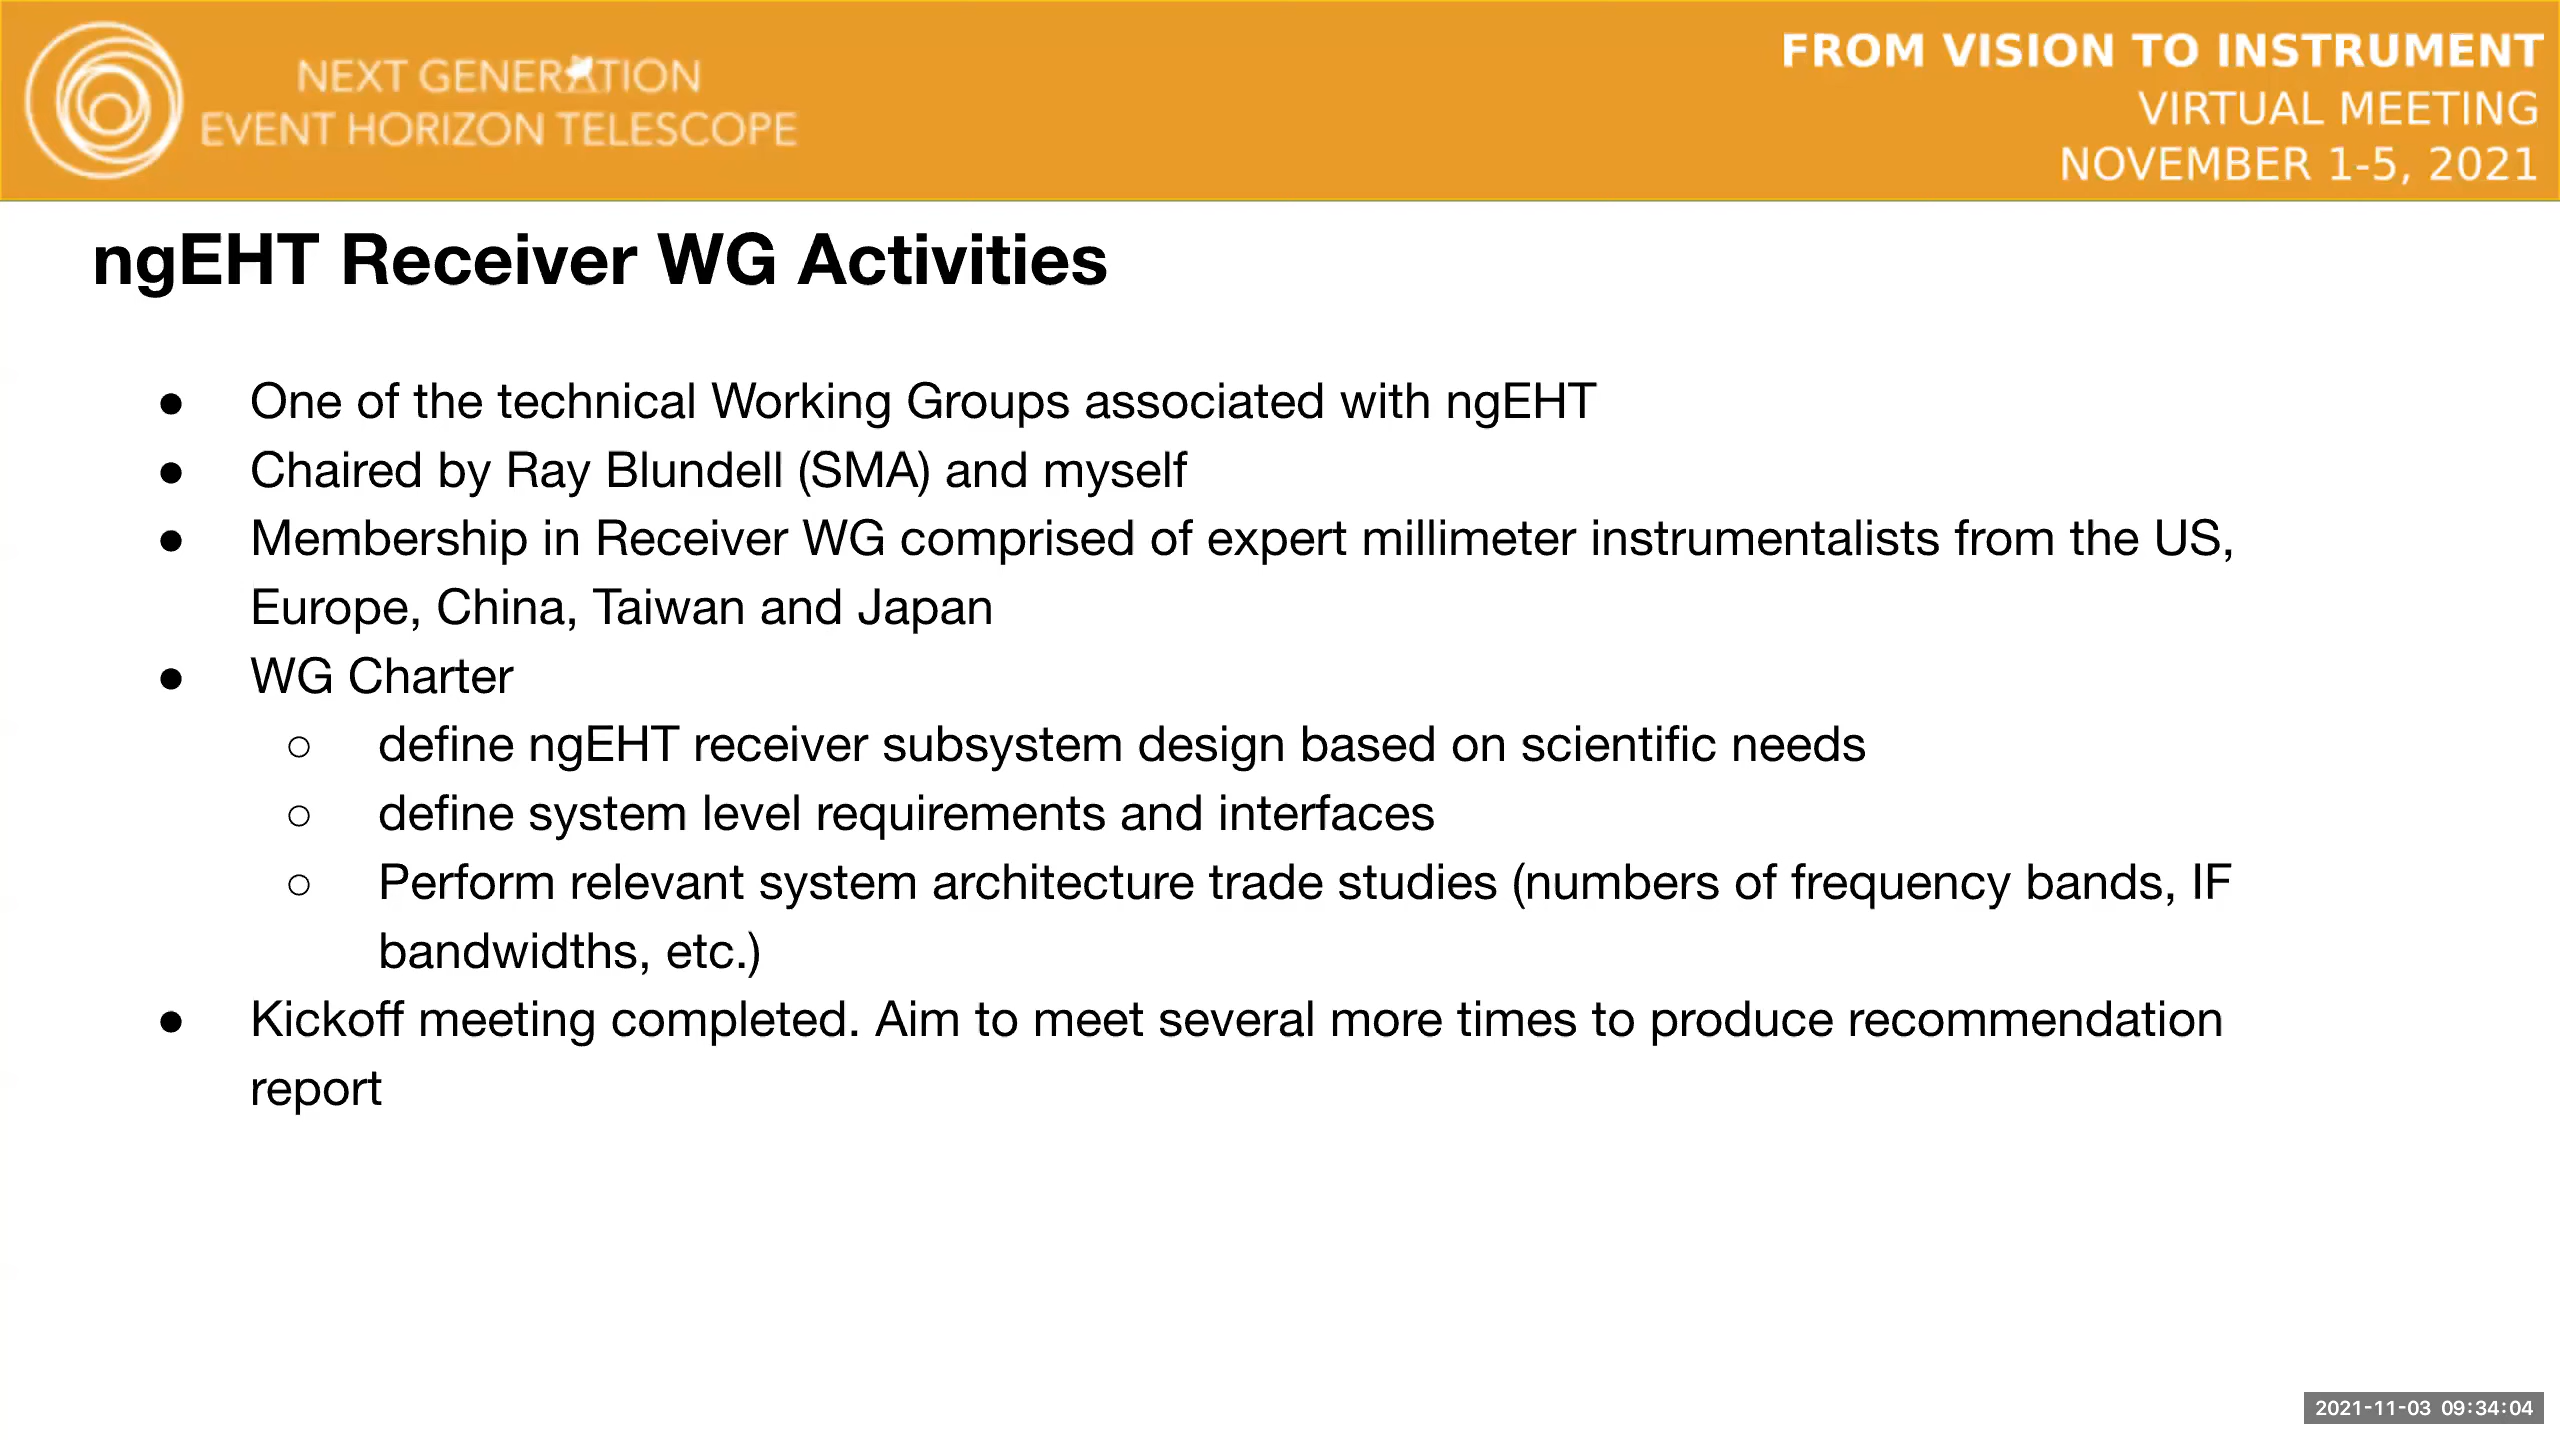 NEXT GENERATION
EVENT HORIZON TELESCOPE
FROM VISION TO INSTRUMENT
VIRTUAL MEETING
NOVEMBER 1-5, 2021
ngEHT Receiver WG Activities
● One of the technical Working Groups associated with ngEHT
● Chaired by Ray Blundell (SMA) and myself
● Membership in Receiver WG comprised of expert millimeter instrumentalists from the US,
Europe, China, Taiwan and Japan
● WG Charter
○ define ngEHT receiver subsystem design based on scientific needs
○ define system level requirements and interfaces
○ Perform relevant system architecture trade studies (numbers of frequency bands, IF
bandwidths, etc.)
● Kickoff meeting completed. Aim to meet several more times to produce recommendation
report
2021-11-03 09:34:04